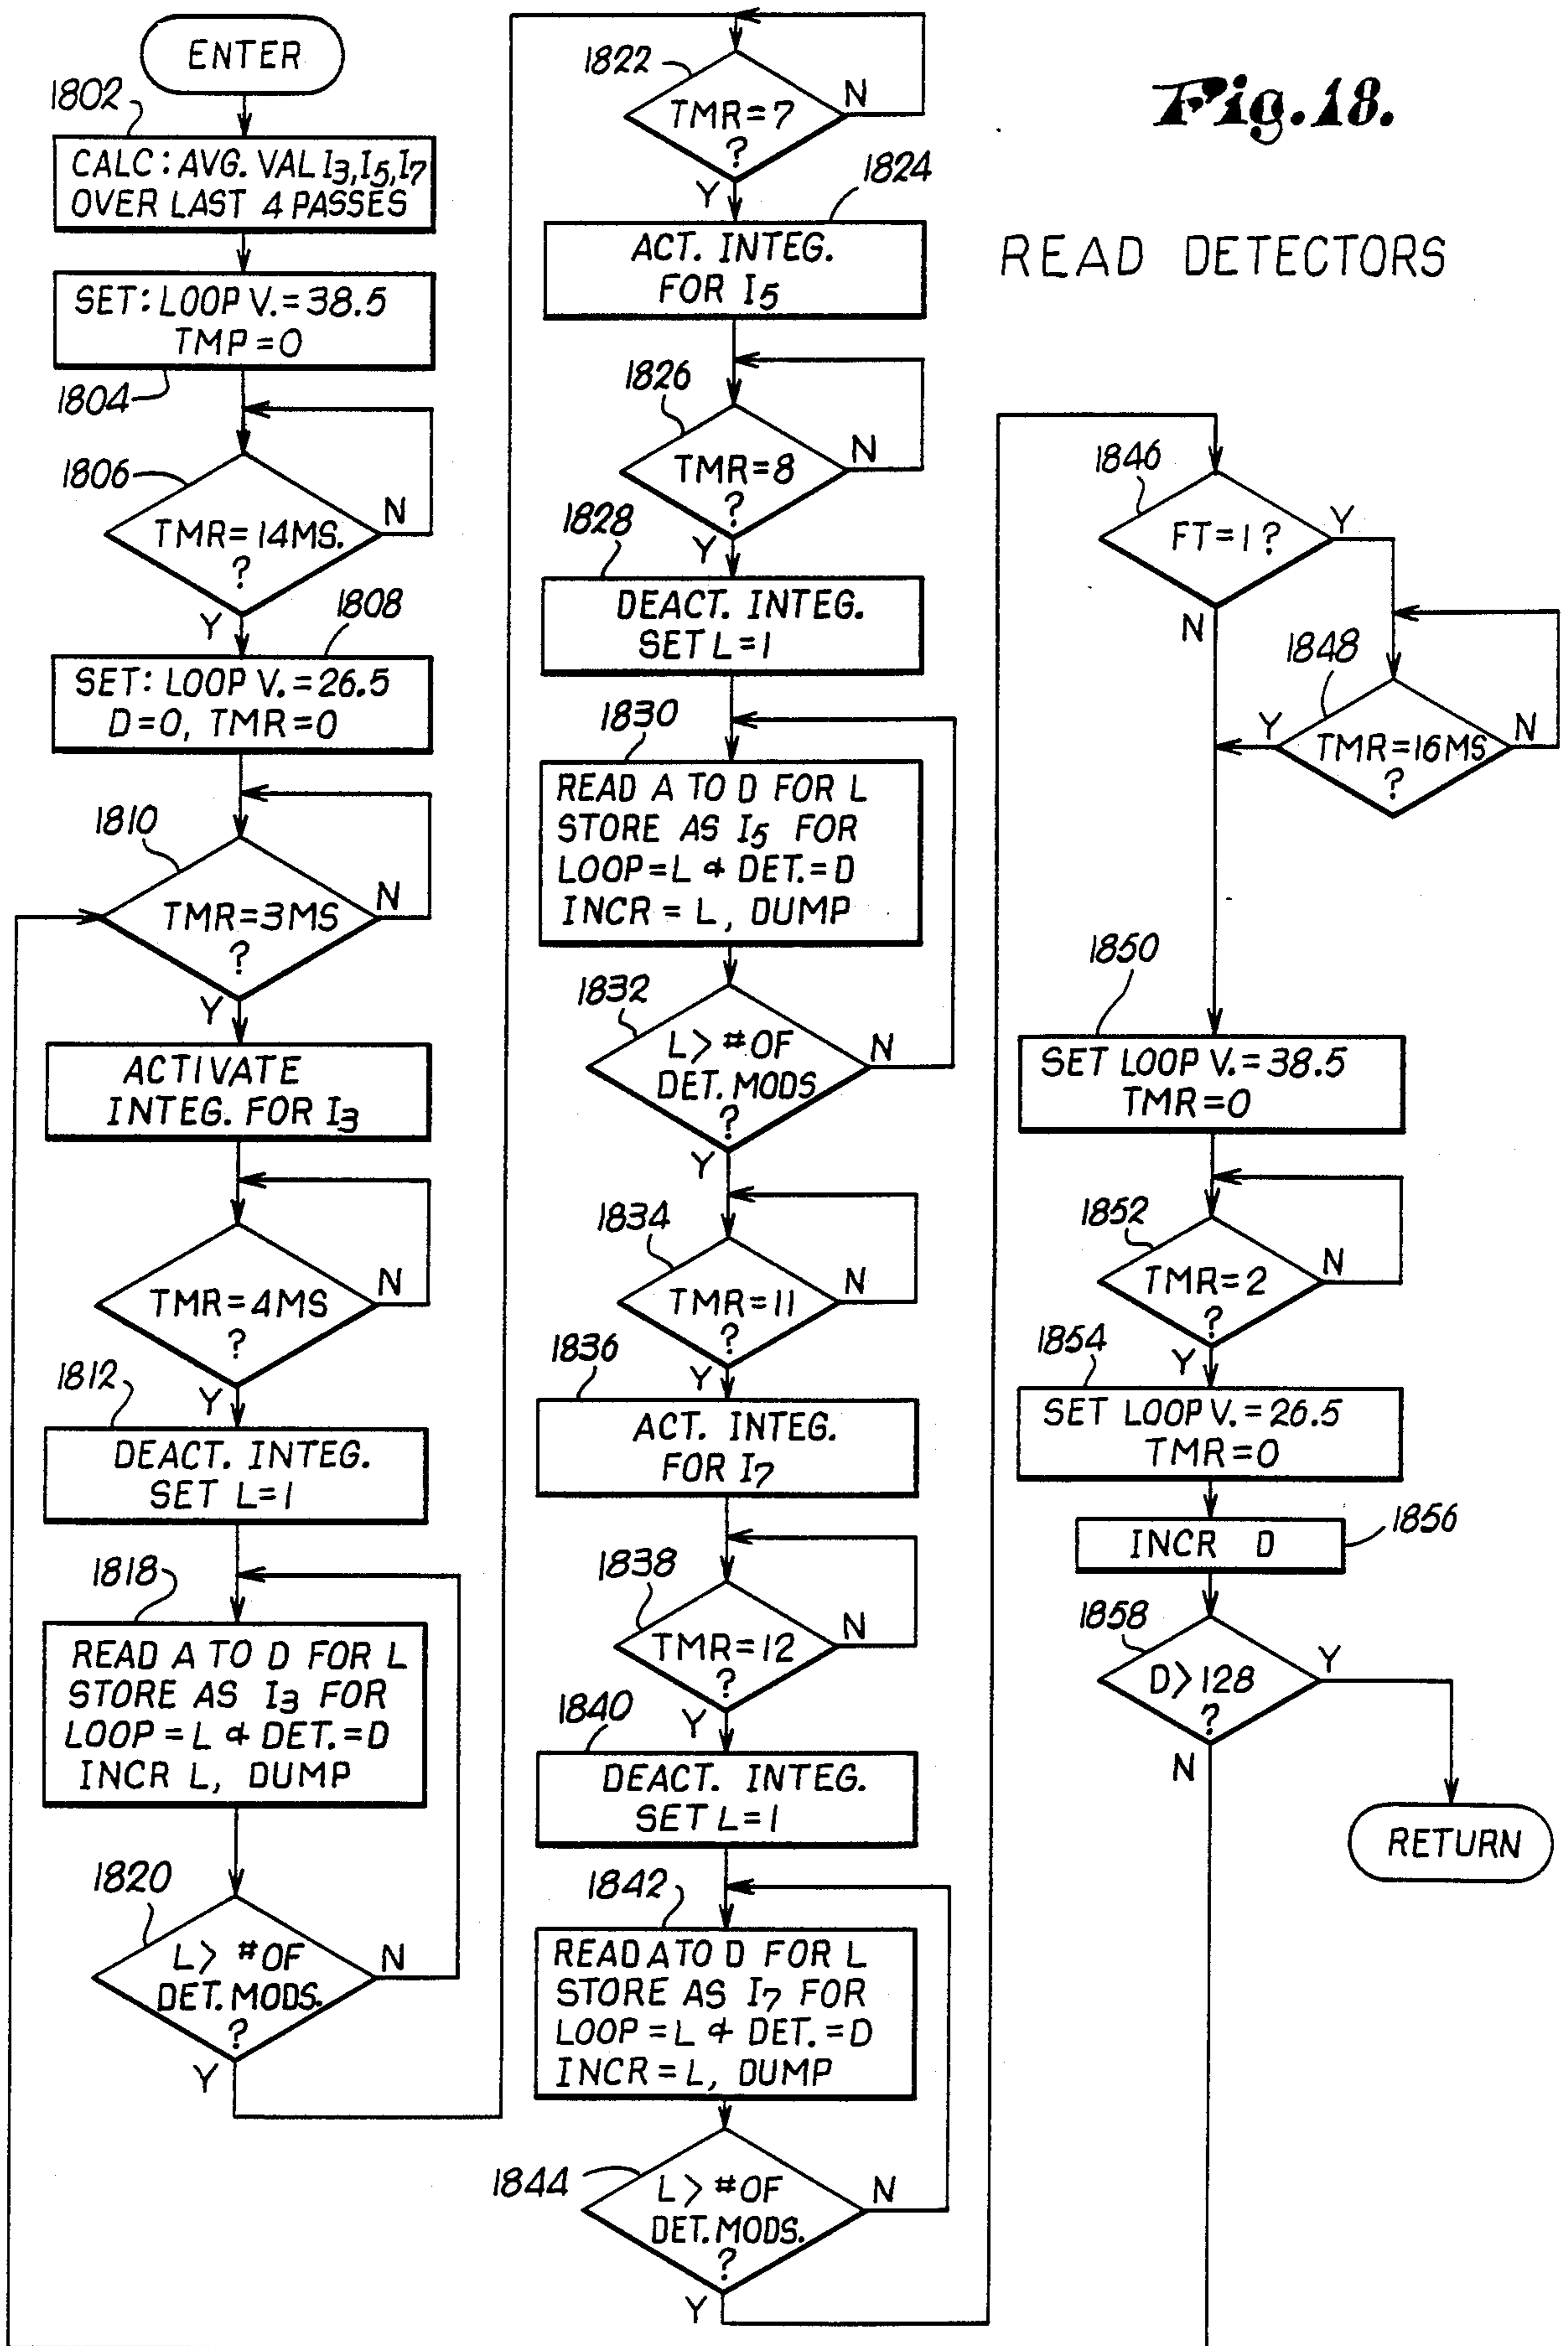 Fig. 18.
READ DETECTORS
ENTER
1802
CALC: AVG. VAL I3, I5, I7
OVER LAST 4 PASSES
SET: LOOP V. = 38.5
TMP = 0
1804
1806
TMR = 14MS.
?
N
Y
1808
SET: LOOP V. = 26.5
D=0, TMR=0
1810
TMR=3MS
?
N
Y
ACTIVATE
INTEG. FOR I3
TMR=4MS
?
N
Y
1812
DEACT. INTEG.
SET L=1
1818
READ A TO D FOR L
STORE AS I3 FOR
LOOP = L & DET. = D
INCR L, DUMP
1820
L> #OF
DET. MODS.
?
N
Y
1822
TMR=7
?
N
Y
1824
ACT. INTEG.
FOR I5
1826
TMR=8
?
N
Y
1828
DEACT. INTEG.
SET L=1
1830
READ A TO D FOR L
STORE AS I5 FOR
LOOP=L & DET.=D
INCR = L, DUMP
1832
L> #OF
DET. MODS
?
N
Y
1834
TMR=11
?
N
Y
1836
ACT. INTEG.
FOR I7
1838
TMR=12
?
N
Y
1840
DEACT. INTEG.
SET L=1
1842
READ A TO D FOR L
STORE AS I7 FOR
LOOP = L & DET. = D
INCR = L, DUMP
1844
L> #OF
DET. MODS.
?
N
Y
1846
FT=1?
Y
N
1848
TMR=16MS
?
Y
N
1850
SET LOOP V. = 38.5
TMR=0
1852
TMR=2
?
N
Y
1854
SET LOOP V. = 26.5
TMR=0
INCR D
1856
1858
D>128
?
Y
N
RETURN